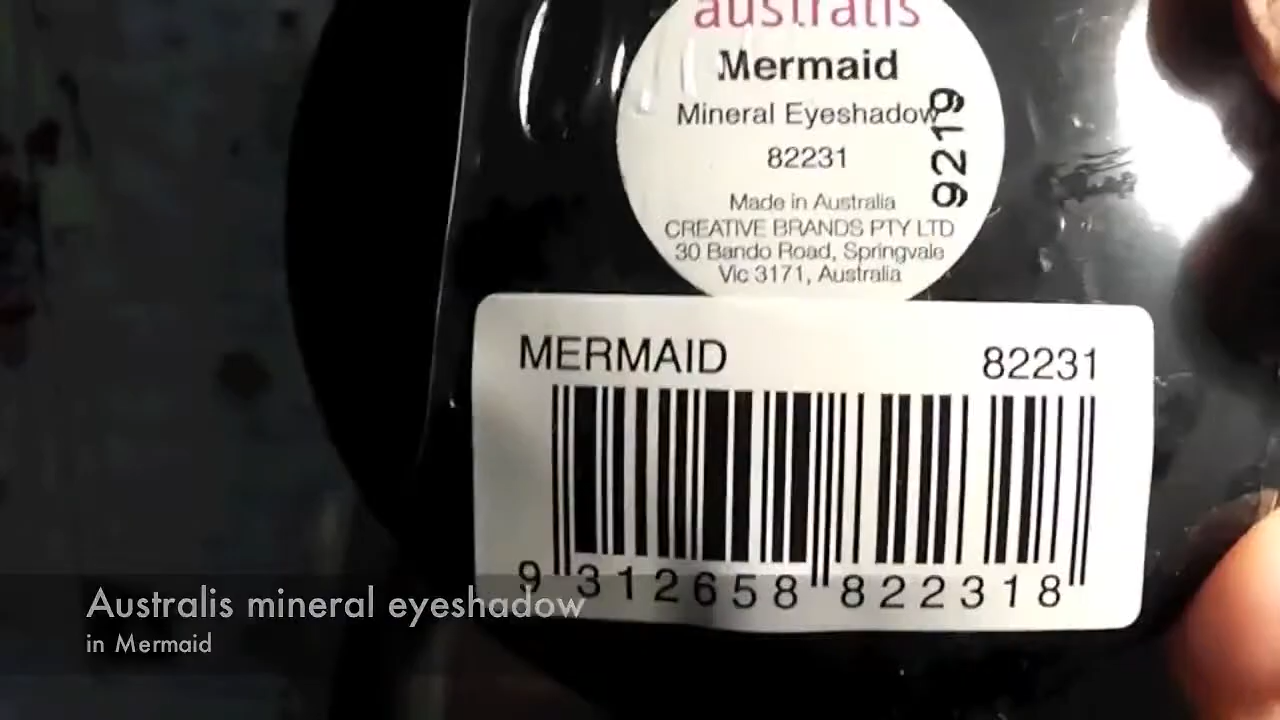 australis
Mermaid
Mineral Eyeshadow
82231
9219
Made in Australia
CREATIVE BRANDS PTY LTD
30 Bando Road, Springvale
Vic 3171, Australia
MERMAID 82231
9 312658 822318
Australis mineral eyeshadow
in Mermaid